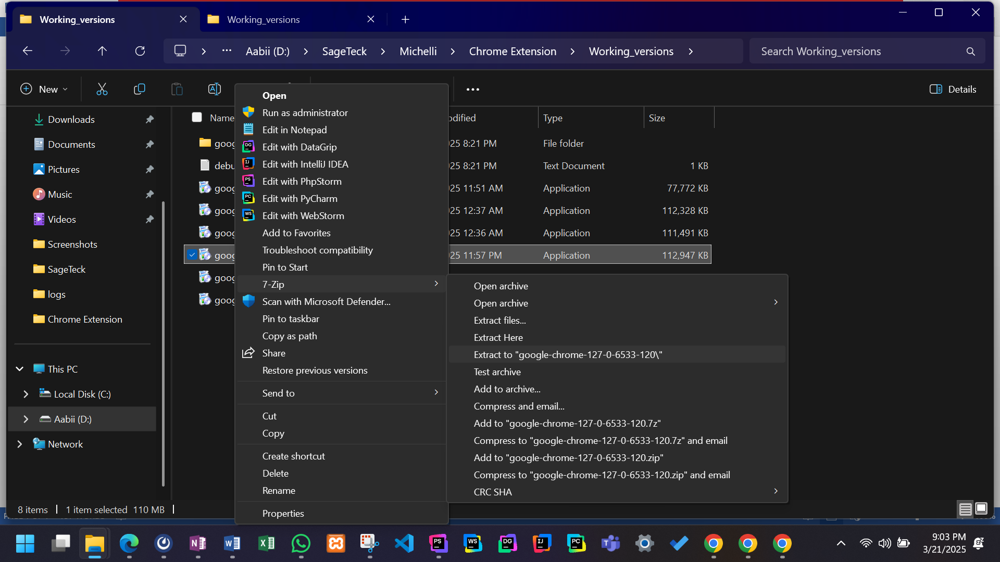 Working_versions
Working_versions
Aabii (D:) SageTeck Michelli Chrome Extension Working_versions
Search Working_versions
New
Details
Downloads
Documents
Pictures
Music
Videos
Screenshots
SageTeck
logs
Chrome Extension
This PC
Local Disk (C:)
Aabii (D:)
Network
Name odified Type Size
goog 25 8:21 PM File folder
debu 25 8:21 PM Text Document 1 KB
goog 25 11:51 AM Application 77,772 KB
goog 25 12:37 AM Application 112,328 KB
goog 25 12:36 AM Application 111,491 KB
goog 25 11:57 PM Application 112,947 KB
goog
goog
Open
Run as administrator
Edit in Notepad
Edit with DataGrip
Edit with IntelliJ IDEA
Edit with PhpStorm
Edit with PyCharm
Edit with WebStorm
Add to Favorites
Troubleshoot compatibility
Pin to Start
7-Zip
Scan with Microsoft Defender...
Pin to taskbar
Copy as path
Share
Restore previous versions
Send to
Cut
Copy
Create shortcut
Delete
Rename
Properties
Open archive
Open archive
Extract files...
Extract Here
Extract to "google-chrome-127-0-6533-120\"
Test archive
Add to archive...
Compress and email...
Add to "google-chrome-127-0-6533-120.7z"
Compress to "google-chrome-127-0-6533-120.7z" and email
Add to "google-chrome-127-0-6533-120.zip"
Compress to "google-chrome-127-0-6533-120.zip" and email
CRC SHA
8 items 1 item selected 110 MB
9:03 PM
3/21/2025